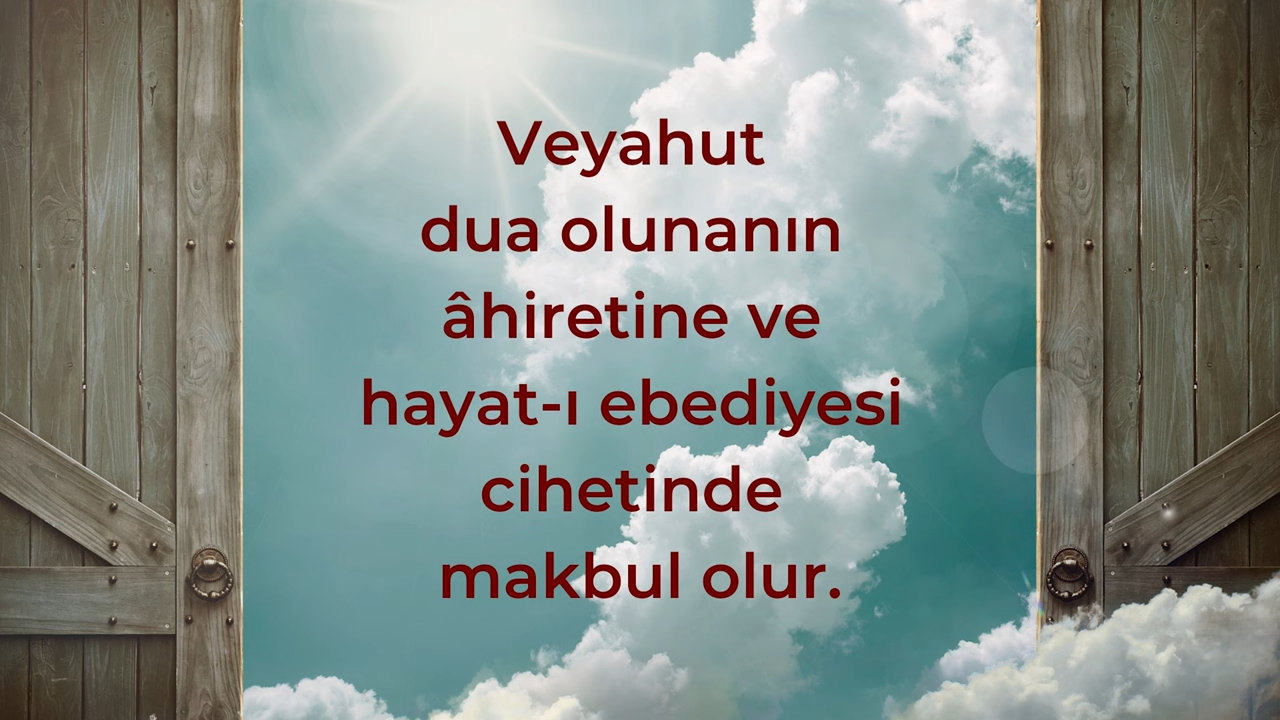 Veyahut
dua olunanın
âhiretine ve
hayat-ı ebediyesi
cihetinde
makbul olur.